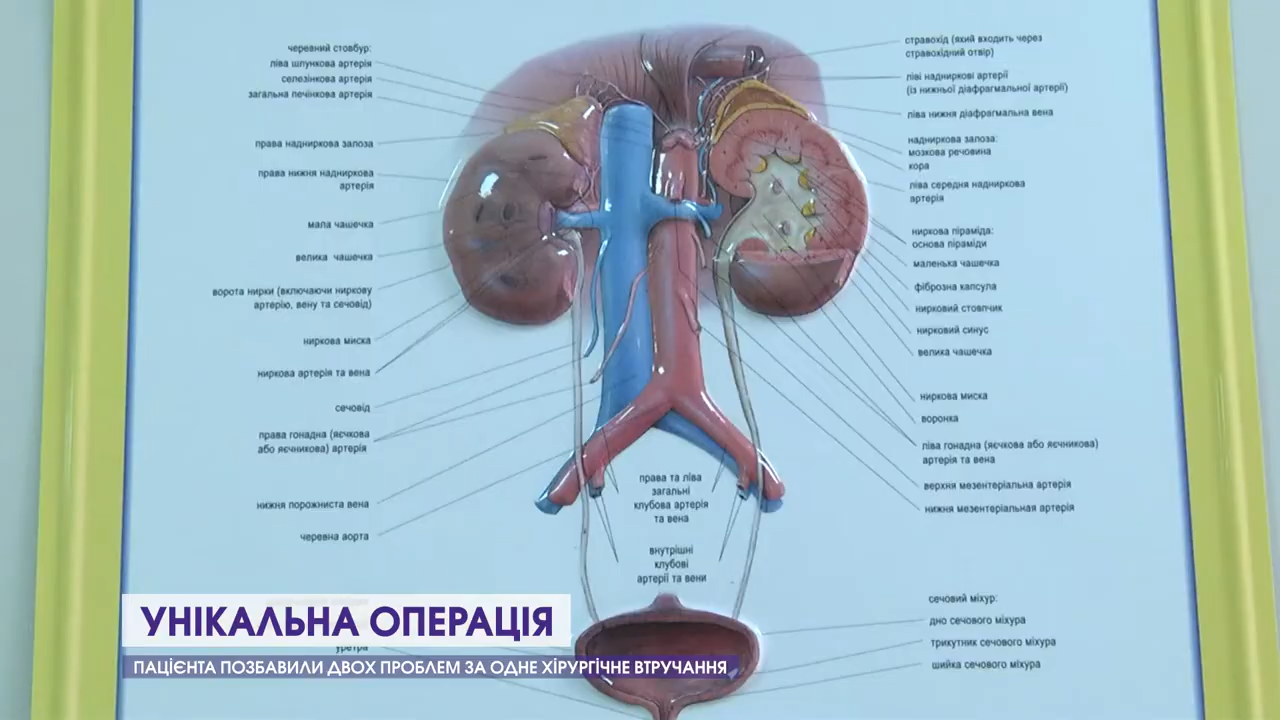 черевний стовбур:
ліва шлункова артерія
селезінкова артерія
загальна печінкова артерія
права надниркова залоза
права нижня надниркова
артерія
мала чашечка
велика чашечка
ворота нирки (включаючи ниркову
артерію, вену та сечовід)
ниркова миска
ниркова артерія та вена
сечовід
права гонадна (яєчкова
або яєчникова) артерія
нижня порожниста вена
черевна аорта
уретра
стравохід (який входить через
стравохідний отвір)
ліві надниркові артерії
(із нижньої діафрагмальної артерії)
ліва нижня діафрагмальна вена
надниркова залоза:
мозкова речовина
кора
ліва середня надниркова
артерія
ниркова піраміда:
основа піраміди
маленька чашечка
фіброзна капсула
нирковий стовпчик
нирковий синус
велика чашечка
ниркова миска
воронка
ліва гонадна (яєчкова або яєчникова)
артерія та вена
верхня мезентеріальна артерія
нижня мезентеріальная артерія
права та ліва
загальні
клубова артерія
та вена
внутрішні
клубові
артерії та вени
сечовий міхур:
дно сечового міхура
трикутник сечового міхура
шийка сечового міхура
УНІКАЛЬНА ОПЕРАЦІЯ
ПАЦІЄНТА ПОЗБАВИЛИ ДВОХ ПРОБЛЕМ ЗА ОДНЕ ХІРУРГІЧНЕ ВТРУЧАННЯ